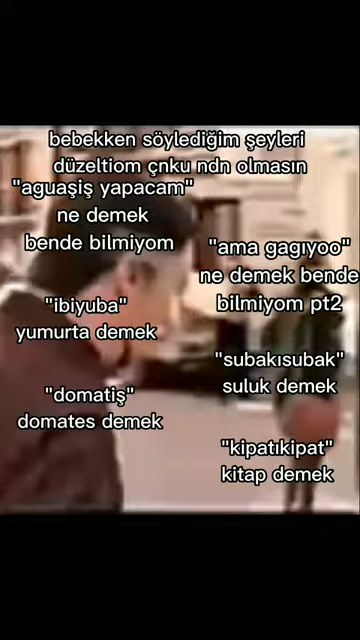 bebekken söylediğim şeyleri
düzeltiom çnku ndn olmasın
"aguaşiş yapacam"
ne demek
bende bilmiyom
"ibiyuba"
yumurta demek
"domatiş"
domates demek
"ama gagıyoo"
ne demek bende
bilmiyom pt2
"subakısubak"
suluk demek
"kipatıkipat"
kitap demek